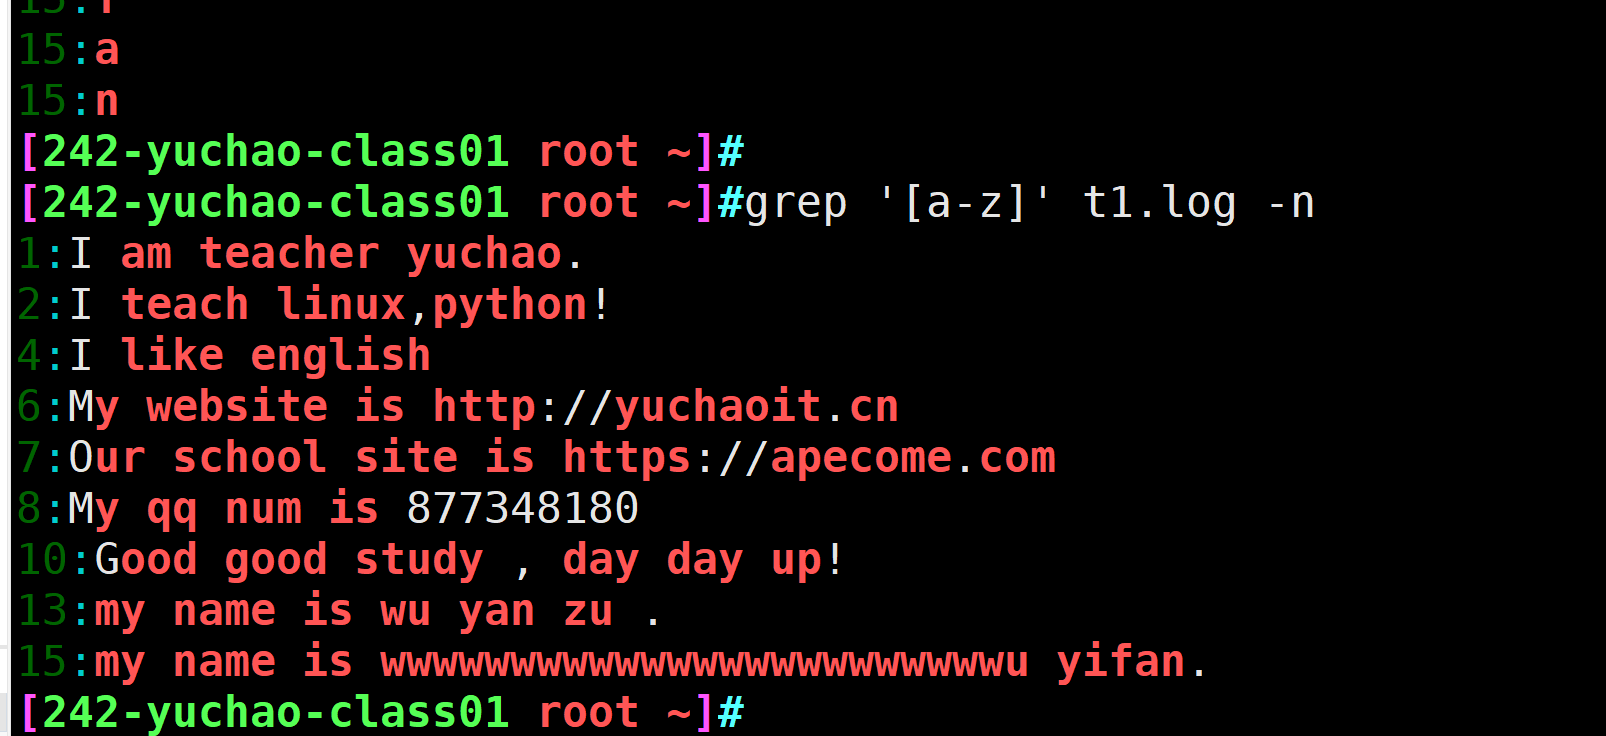 15:
15:a
15:n
[242-yuchao-class01 root ~]#
[242-yuchao-class01 root ~]#grep '[a-z]' t1.log -n
1:I am teacher yuchao.
2:I teach linux,python!
4:I like english
6:My website is http://yuchaoit.cn
7:Our school site is https://apecome.com
8:My qq num is 877348180
10:Good good study , day day up!
13:my name is wu yan zu .
15:my name is wwwwwwwwwwwwwwwwwwwwwwwwu yifan.
[242-yuchao-class01 root ~]#